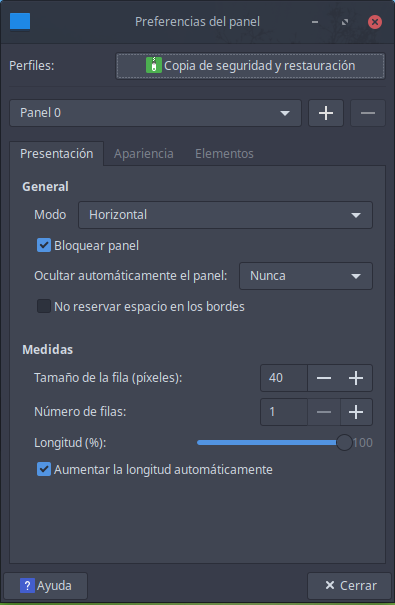 Preferencias del panel
Perfiles: Copia de seguridad y restauración
Panel 0
Presentación Apariencia Elementos
General
Modo Horizontal
Bloquear panel
Ocultar automáticamente el panel: Nunca
No reservar espacio en los bordes
Medidas
Tamaño de la fila (píxeles): 40
Número de filas: 1
Longitud (%): 100
Aumentar la longitud automáticamente
? Ayuda Cerrar